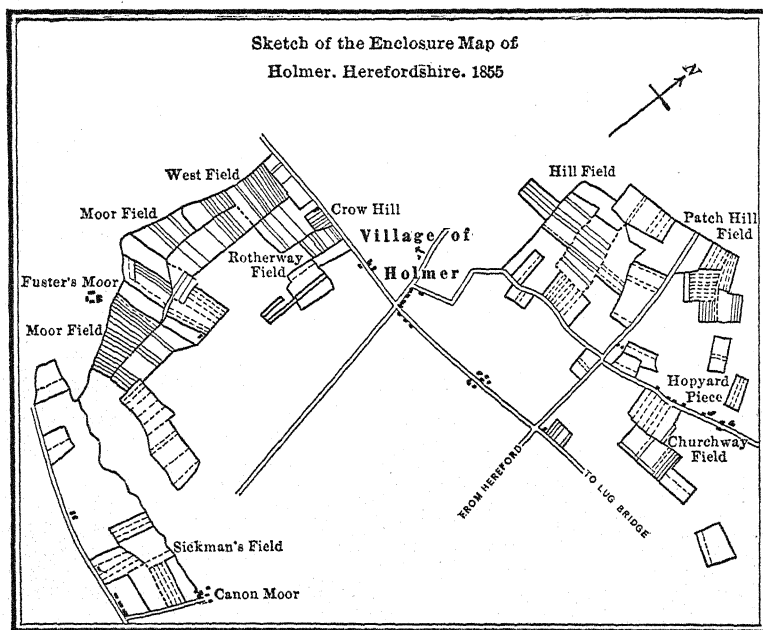 Sketch of the Enclosure Map of
Holmer. Herefordshire. 1855
N
West Field
Hill Field
Moor Field
Crow Hill
Patch Hill
Field
Village of
Holmer
Rotherway
Field
Fuster's Moor
Moor Field
Hopyard
Piece
Churchway
Field
FROM HEREFORD
TO LUG BRIDGE
Sickman's Field
Canon Moor